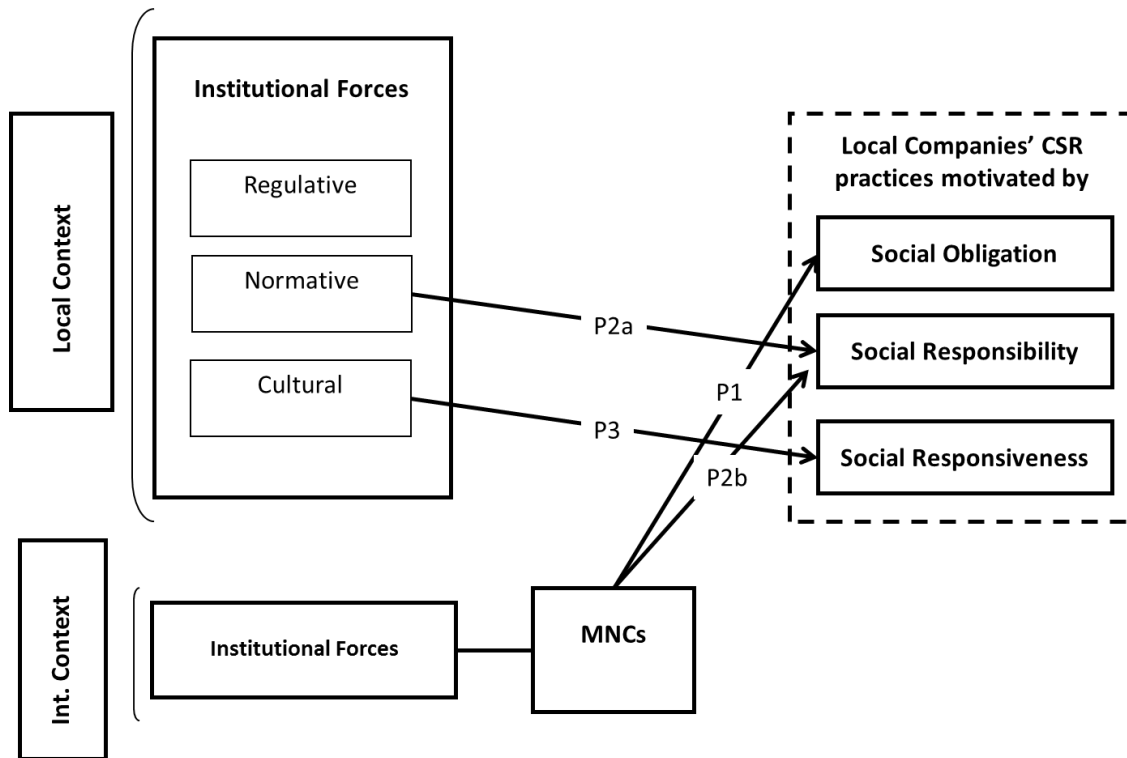 Local Context
Institutional Forces
Regulative
Normative
Cultural
P2a
P1
P3
P2b
Local Companies’ CSR
practices motivated by
Social Obligation
Social Responsibility
Social Responsiveness
Int. Context
Institutional Forces
MNCs